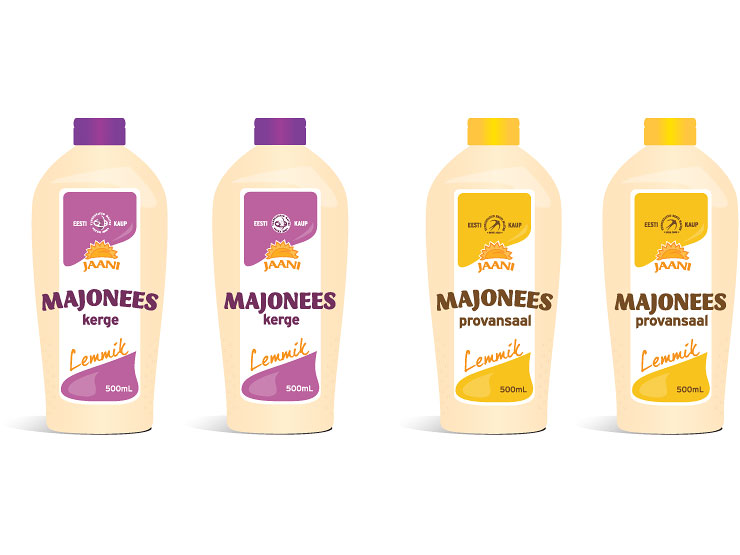 EESTI KAUP
JAANI
MAJONEES
kerge
Lemmik
500mL
EESTI KAUP
JAANI
MAJONEES
kerge
Lemmik
500mL
EESTI KAUP
JAANI
MAJONEES
provansaal
Lemmik
500mL
EESTI KAUP
JAANI
MAJONEES
provansaal
Lemmik
500mL